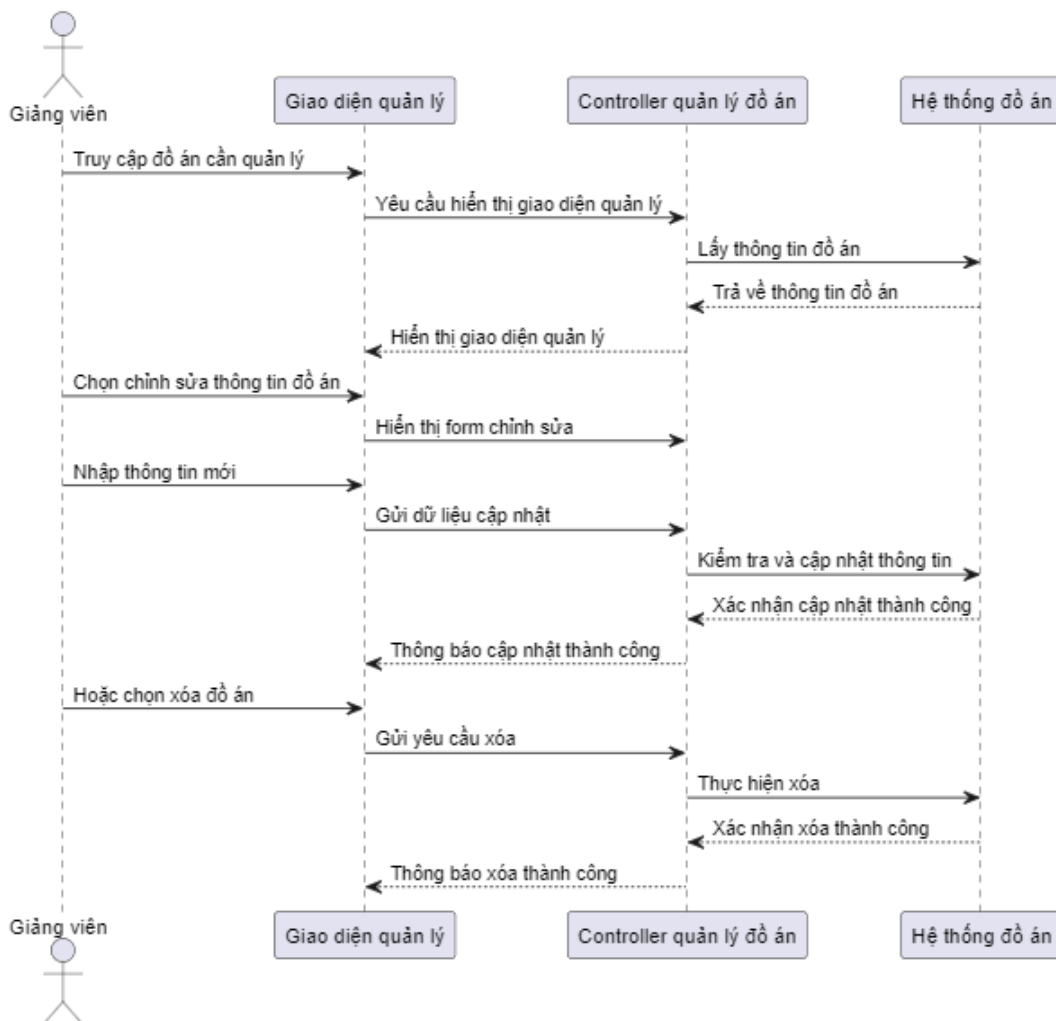 Giảng viên
Giao diện quản lý
Controller quản lý đồ án
Hệ thống đồ án
Truy cập đồ án cần quản lý
Yêu cầu hiển thị giao diện quản lý
Lấy thông tin đồ án
Trả về thông tin đồ án
Hiển thị giao diện quản lý
Chọn chỉnh sửa thông tin đồ án
Hiển thị form chỉnh sửa
Nhập thông tin mới
Gửi dữ liệu cập nhật
Kiểm tra và cập nhật thông tin
Xác nhận cập nhật thành công
Thông báo cập nhật thành công
Hoặc chọn xóa đồ án
Gửi yêu cầu xóa
Thực hiện xóa
Xác nhận xóa thành công
Thông báo xóa thành công
Giảng viên
Giao diện quản lý
Controller quản lý đồ án
Hệ thống đồ án